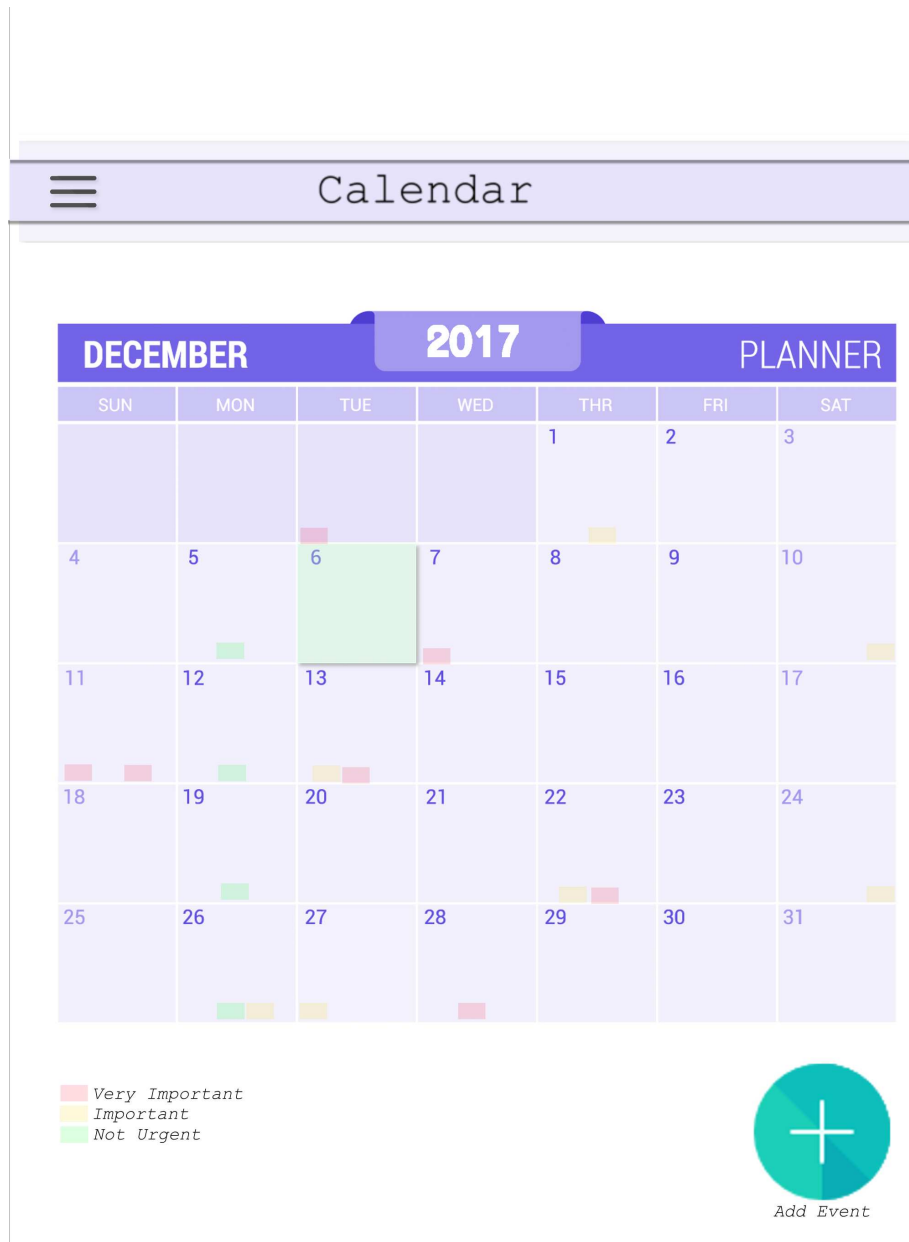 Calendar
DECEMBER 2017 PLANNER
SUN MON TUE WED THR FRI SAT
1 2 3
4 5 6 7 8 9 10
11 12 13 14 15 16 17
18 19 20 21 22 23 24
25 26 27 28 29 30 31
Very Important
Important
Not Urgent
Add Event